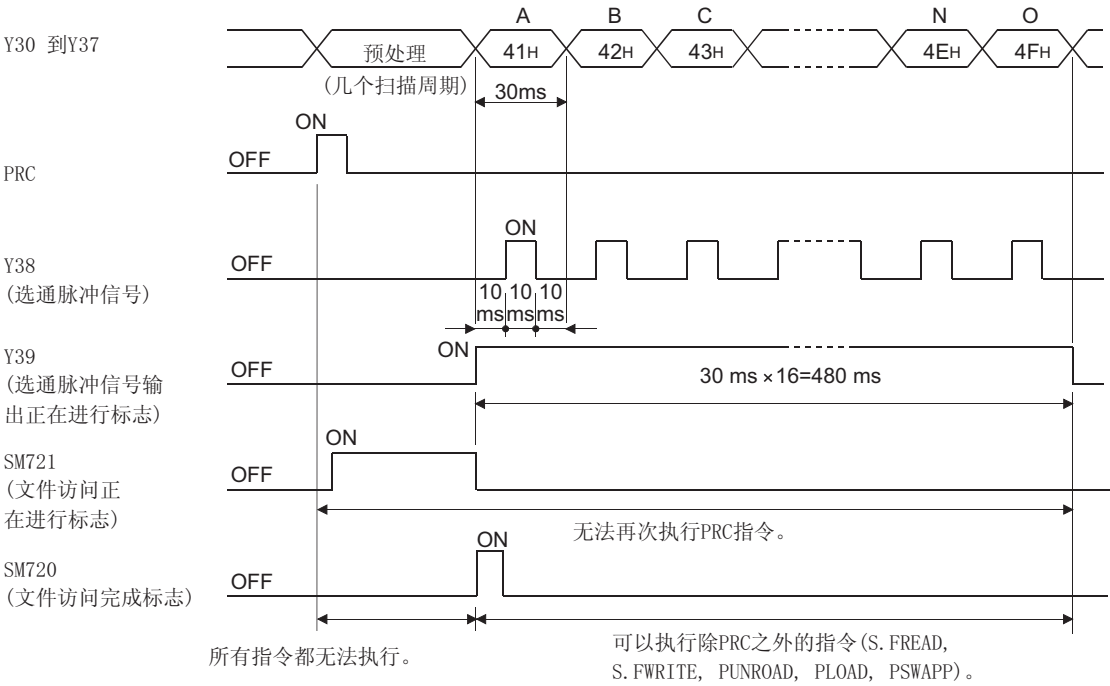 A B C N O
Y30 到Y37
预处理 41H 42H 43H 4EH 4FH
(几个扫描周期)
30ms
ON
OFF
PRC
ON
Y38
OFF
(选通脉冲信号)
10 10 10
ms ms ms
Y39
ON
OFF
(选通脉冲信号输
出正在进行标志)
30 ms ×16=480 ms
ON
SM721
OFF
(文件访问正
在进行标志)
无法再次执行PRC指令。
ON
SM720
OFF
(文件访问完成标志)
所有指令都无法执行。
可以执行除PRC之外的指令(S.FREAD,
S.FWRITE, PUNROAD, PLOAD, PSWAPP)。